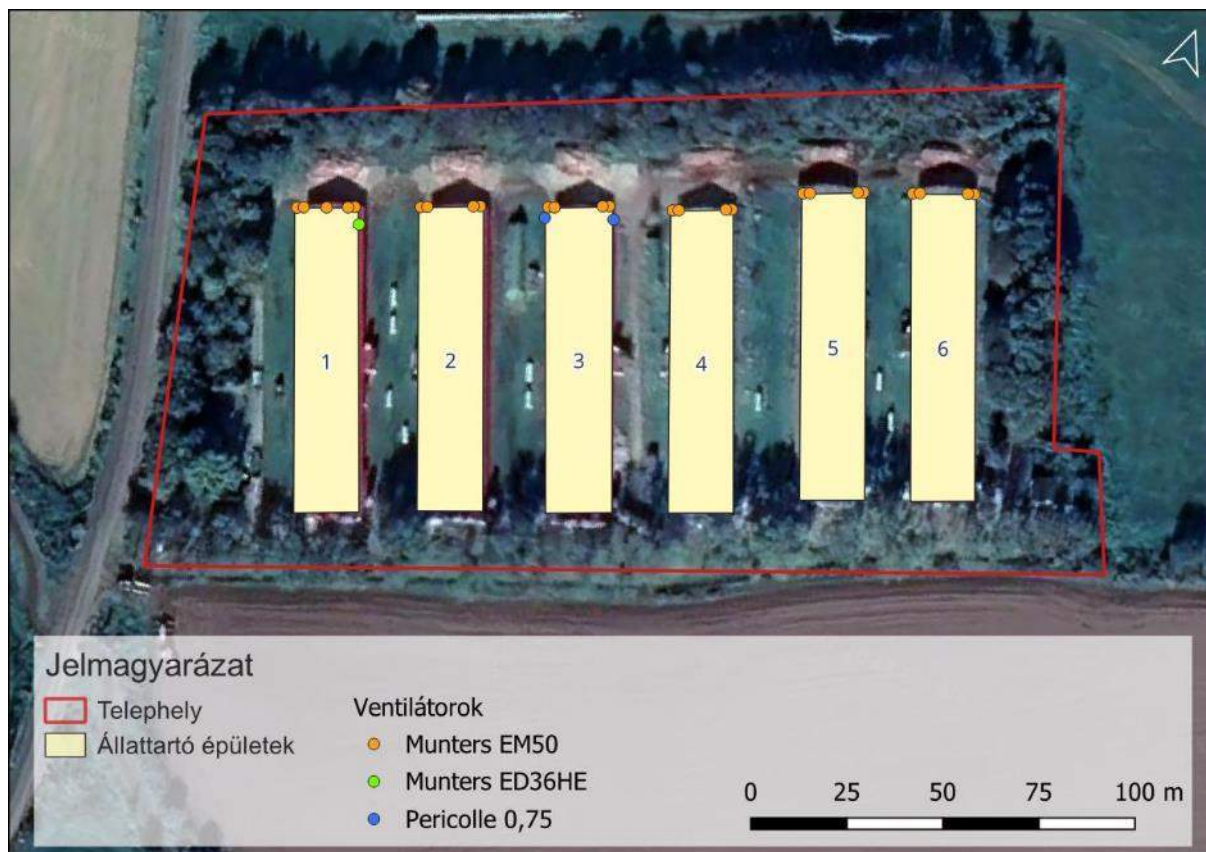 1
2
3
4
5
6
Jelmagyarázat
Telephely
Állattartó épületek
Ventilátorok
Munters EM50
Munters ED36HE
Pericolle 0,75
0 25 50 75 100 m